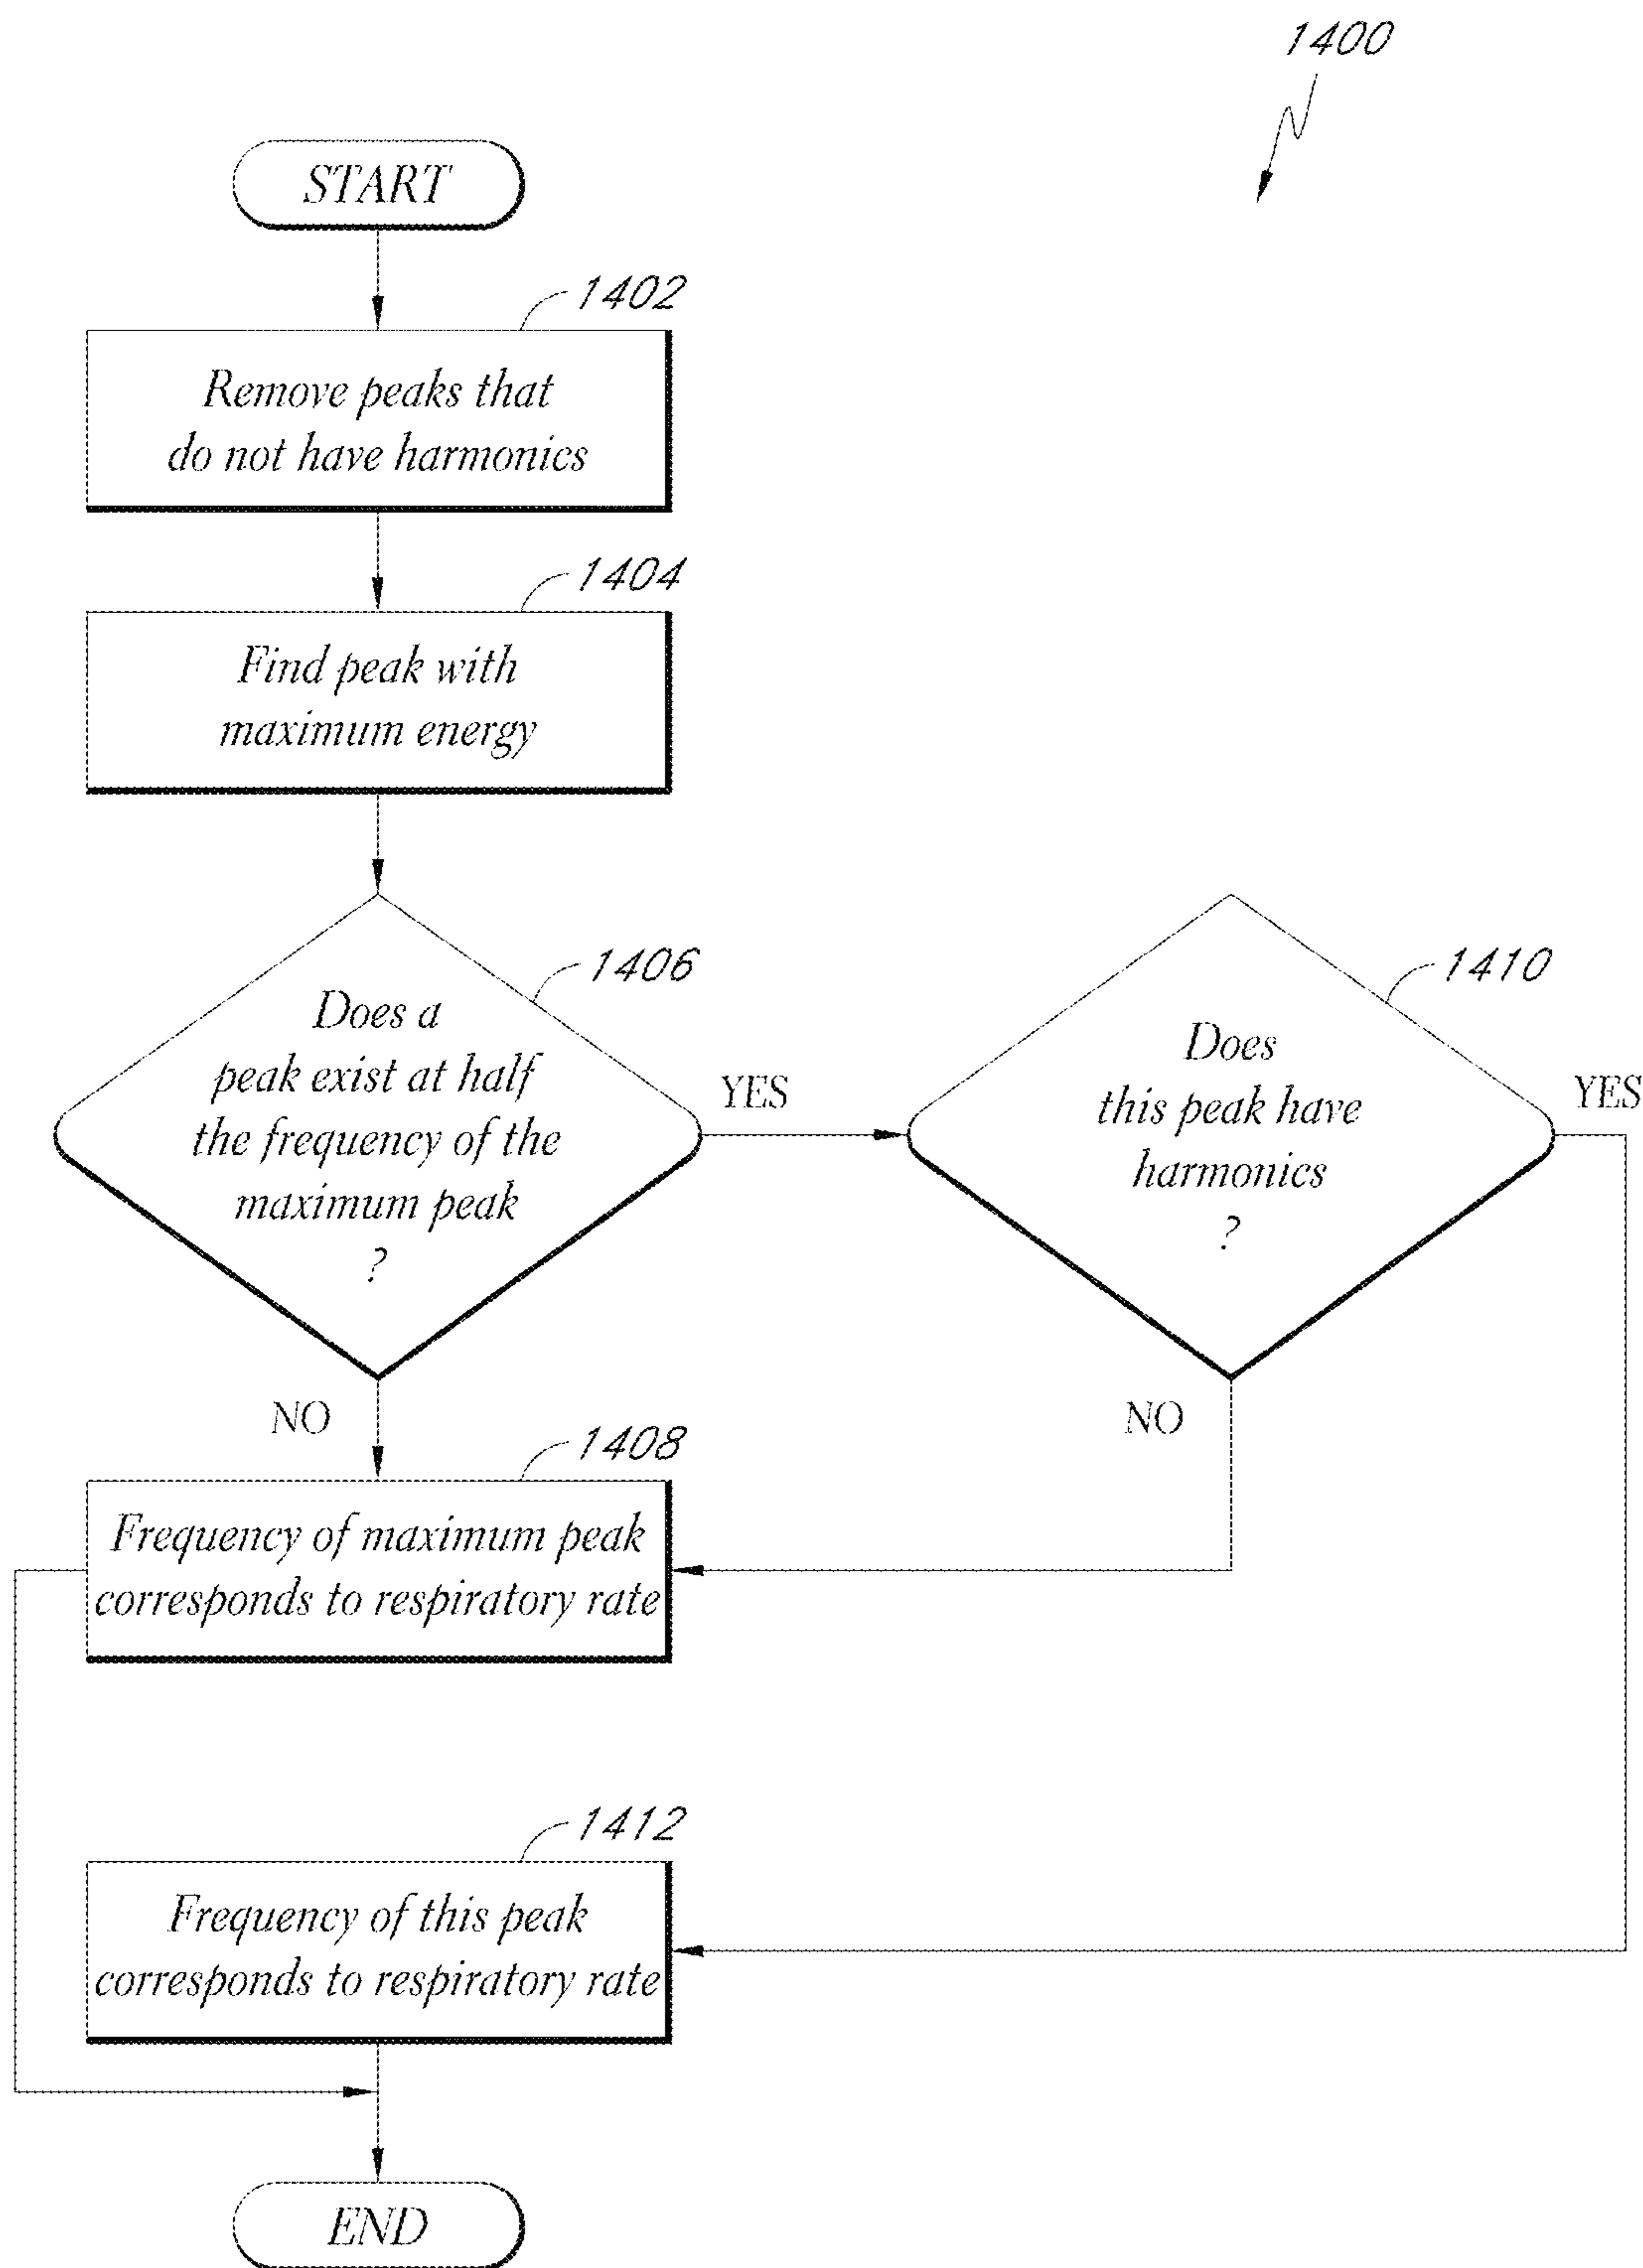 1400
START
1402
Remove peaks that
do not have harmonics
1404
Find peak with
maximum energy
1406
Does a
peak exist at half
the frequency of the
maximum peak
?
YES
1410
Does
this peak have
harmonics
?
YES
NO
NO
1408
Frequency of maximum peak
corresponds to respiratory rate
1412
Frequency of this peak
corresponds to respiratory rate
END